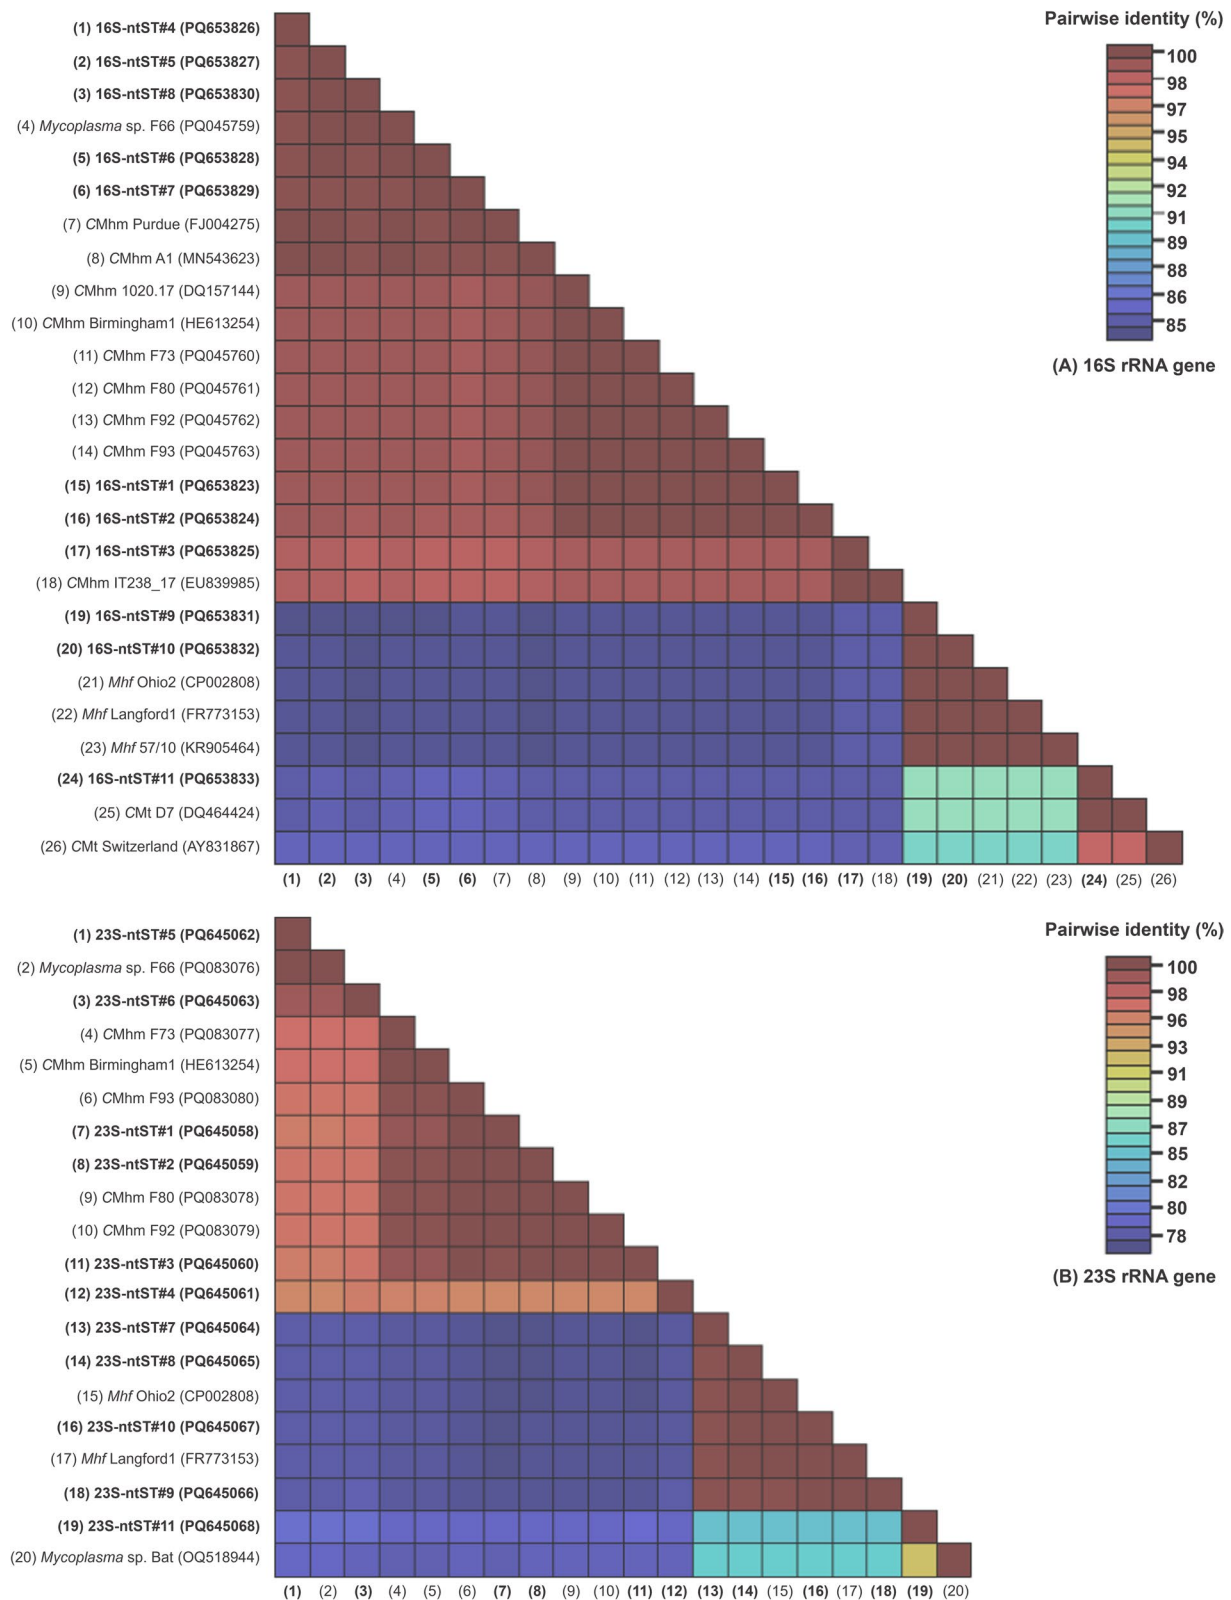 Pairwise identity (%)
100
98
97
95
94
92
91
89
88
86
85
(A) 16S rRNA gene
(1) 16S-ntST#4 (PQ653826)
(2) 16S-ntST#5 (PQ653827)
(3) 16S-ntST#8 (PQ653830)
(4) Mycoplasma sp. F66 (PQ045759)
(5) 16S-ntST#6 (PQ653828)
(6) 16S-ntST#7 (PQ653829)
(7) CMhm Purdue (FJ004275)
(8) CMhm A1 (MN543623)
(9) CMhm 1020.17 (DQ157144)
(10) CMhm Birmingham1 (HE613254)
(11) CMhm F73 (PQ045760)
(12) CMhm F80 (PQ045761)
(13) CMhm F92 (PQ045762)
(14) CMhm F93 (PQ045763)
(15) 16S-ntST#1 (PQ653823)
(16) 16S-ntST#2 (PQ653824)
(17) 16S-ntST#3 (PQ653825)
(18) CMhm IT238_17 (EU839985)
(19) 16S-ntST#9 (PQ653831)
(20) 16S-ntST#10 (PQ653832)
(21) Mhf Ohio2 (CP002808)
(22) Mhf Langford1 (FR773153)
(23) Mhf 57/10 (KR905464)
(24) 16S-ntST#11 (PQ653833)
(25) CMt D7 (DQ464424)
(26) CMt Switzerland (AY831867)
(1) (2) (3) (4) (5) (6) (7) (8) (9) (10) (11) (12) (13) (14) (15) (16) (17) (18) (19) (20) (21) (22) (23) (24) (25) (26)
Pairwise identity (%)
100
98
96
93
91
89
87
85
82
80
78
(B) 23S rRNA gene
(1) 23S-ntST#5 (PQ645062)
(2) Mycoplasma sp. F66 (PQ083076)
(3) 23S-ntST#6 (PQ645063)
(4) CMhm F73 (PQ083077)
(5) CMhm Birmingham1 (HE613254)
(6) CMhm F93 (PQ083080)
(7) 23S-ntST#1 (PQ645058)
(8) 23S-ntST#2 (PQ645059)
(9) CMhm F80 (PQ083078)
(10) CMhm F92 (PQ083079)
(11) 23S-ntST#3 (PQ645060)
(12) 23S-ntST#4 (PQ645061)
(13) 23S-ntST#7 (PQ645064)
(14) 23S-ntST#8 (PQ645065)
(15) Mhf Ohio2 (CP002808)
(16) 23S-ntST#10 (PQ645067)
(17) Mhf Langford1 (FR773153)
(18) 23S-ntST#9 (PQ645066)
(19) 23S-ntST#11 (PQ645068)
(20) Mycoplasma sp. Bat (OQ518944)
(1) (2) (3) (4) (5) (6) (7) (8) (9) (10) (11) (12) (13) (14) (15) (16) (17) (18) (19) (20)